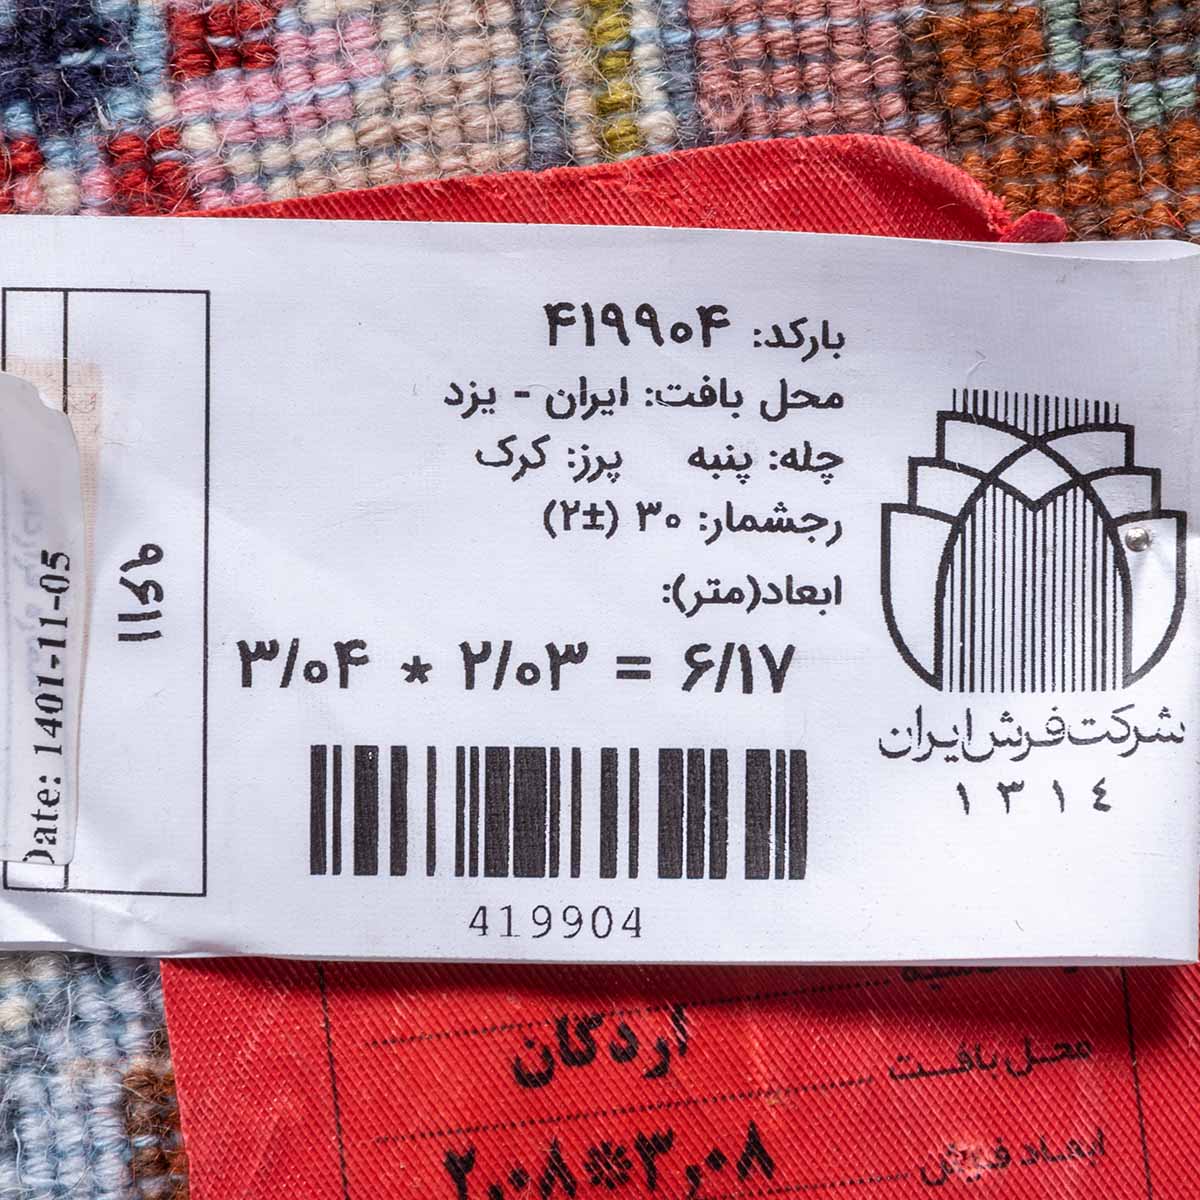 بارکد: ۴۱۹۹۰۴
محل بافت: ایران - یزد
چله: پنبه پرز: کرک
رجشمار: ۳۰ (±۲)
ابعاد(متر):
۳/۰۴ * ۲/۰۳ = ۶/۱۷
419904
شرکت فرش ایران
۱۳۱٤
Date: 1401-11-05
محل بافت اردکان
ابعاد فرش ۲٫۰۸*۳٫۰۸